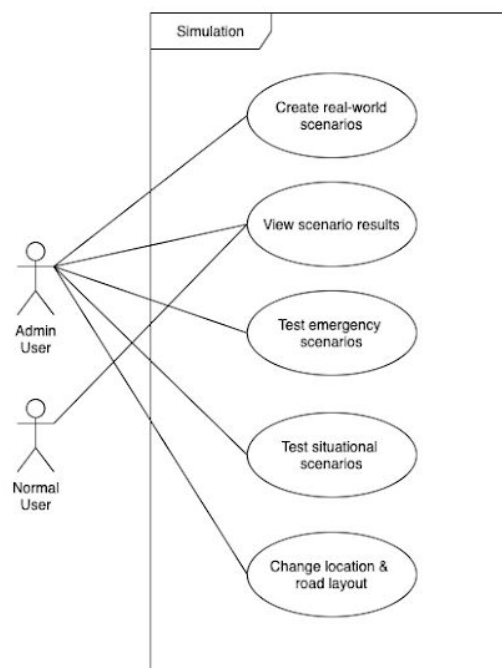 Simulation
Create real-world
scenarios
View scenario results
Admin
User
Test emergency
scenarios
Normal
User
Test situational
scenarios
Change location &
road layout